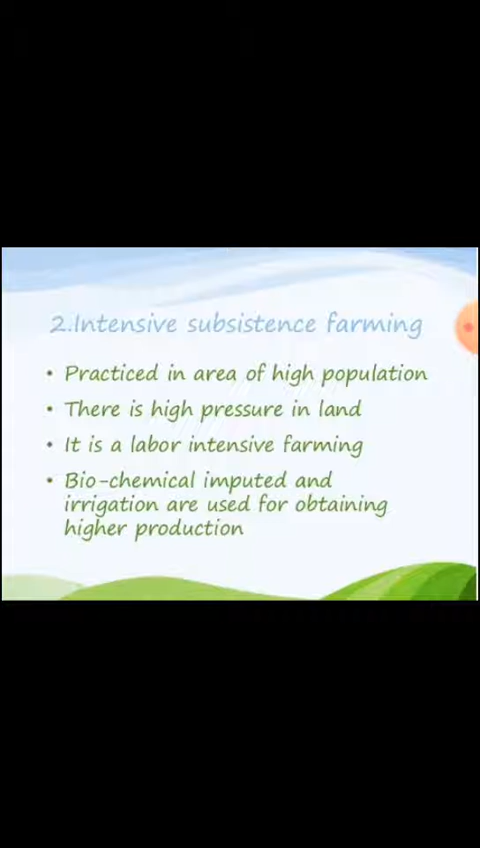 2.Intensive subsistence farming
• Practiced in area of high population
• There is high pressure in land
• It is a labor intensive farming
• Bio-chemical imputed and
irrigation are used for obtaining
higher production